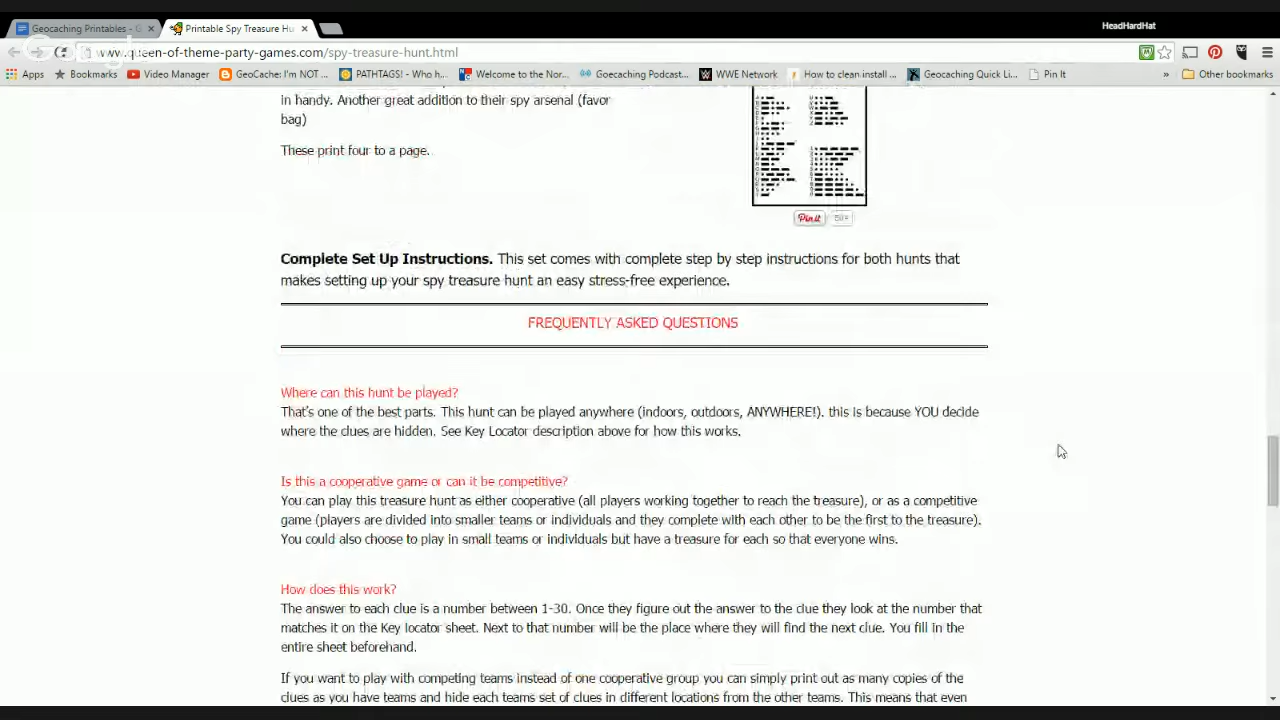 HeadHardHat
Geocaching Printables - G
Printable Spy Treasure Hu
www.queen-of-theme-party-games.com/spy-treasure-hunt.html
Apps Bookmarks Video Manager GeoCache: I'm NOT ... PATHTAGS! - Who h... Welcome to the Nor... Goecaching Podcast... WWE Network How to clean install ... Geocaching Quick Li... Pin It » Other bookmarks
in handy. Another great addition to their spy arsenal (favor
bag)
These print four to a page.
Pin it
Complete Set Up Instructions. This set comes with complete step by step instructions for both hunts that
makes setting up your spy treasure hunt an easy stress-free experience.
FREQUENTLY ASKED QUESTIONS
Where can this hunt be played?
That's one of the best parts. This hunt can be played anywhere (indoors, outdoors, ANYWHERE!). this is because YOU decide
where the clues are hidden. See Key Locator description above for how this works.
Is this a cooperative game or can it be competitive?
You can play this treasure hunt as either cooperative (all players working together to reach the treasure), or as a competitive
game (players are divided into smaller teams or individuals and they complete with each other to be the first to the treasure).
You could also choose to play in small teams or individuals but have a treasure for each so that everyone wins.
How does this work?
The answer to each clue is a number between 1-30. Once they figure out the answer to the clue they look at the number that
matches it on the Key locator sheet. Next to that number will be the place where they will find the next clue. You fill in the
entire sheet beforehand.
If you want to play with competing teams instead of one cooperative group you can simply print out as many copies of the
clues as you have teams and hide each teams set of clues in different locations from the other teams. This means that even